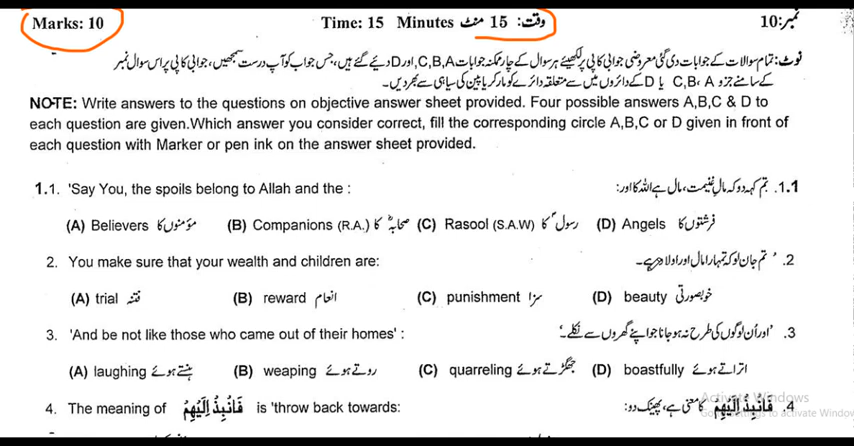 Marks: 10 Time: 15 Minutes وقت: 15 منٹ نمبر:10
نوٹ: تمام سوالات کے جوابات دی گئی معروضی جوابی کاپی پر لکھیئے ہر سوال کے چار ممکنہ جوابات C,B,A اور D دیئے گئے ہیں، جس جواب کو آپ درست سمجھیں، جوابی کاپی پر اس سوال نمبر
کے سامنے جزو C,B، A یا D کے دائروں میں سے متعلقہ دائرے کو مارکر یا پین کی سیاہی سے بھر دیں۔
NOTE: Write answers to the questions on objective answer sheet provided. Four possible answers A,B,C & D to
each question are given.Which answer you consider correct, fill the corresponding circle A,B,C or D given in front of
each question with Marker or pen ink on the answer sheet provided.
1.1. 'Say You, the spoils belong to Allah and the : 1.1. تم کہہ دو کہ مالِ غنیمت، مال ہے اللہ کا اور:
(A) Believers مؤمنوں کا (B) Companions (R.A.) صحابہؓ کا (C) Rasool (S.A.W) رسولؐ کا (D) Angels فرشتوں کا
2. You make sure that your wealth and children are: 2. ' تم جان لو کہ تمہارا مال اور اولاد ہے۔
(A) trial فتنہ (B) reward انعام (C) punishment سزا (D) beauty خوبصورتی
3. 'And be not like those who came out of their homes' : 3. 'اور اُن لوگوں کی طرح نہ ہو جانا جو اپنے گھروں سے نکلے۔'
(A) laughing ہنستے ہوئے (B) weaping روتے ہوئے (C) quarreling جھگڑتے ہوئے (D) boastfully اتراتے ہوئے
4. The meaning of فَانْبِذْ اِلَيْهِمْ is 'throw back towards: 4. فَانْبِذْ اِلَيْهِمْ کا معنی ہے، پھینک دو:
Activate Windows
Go to Settings to activate Windows